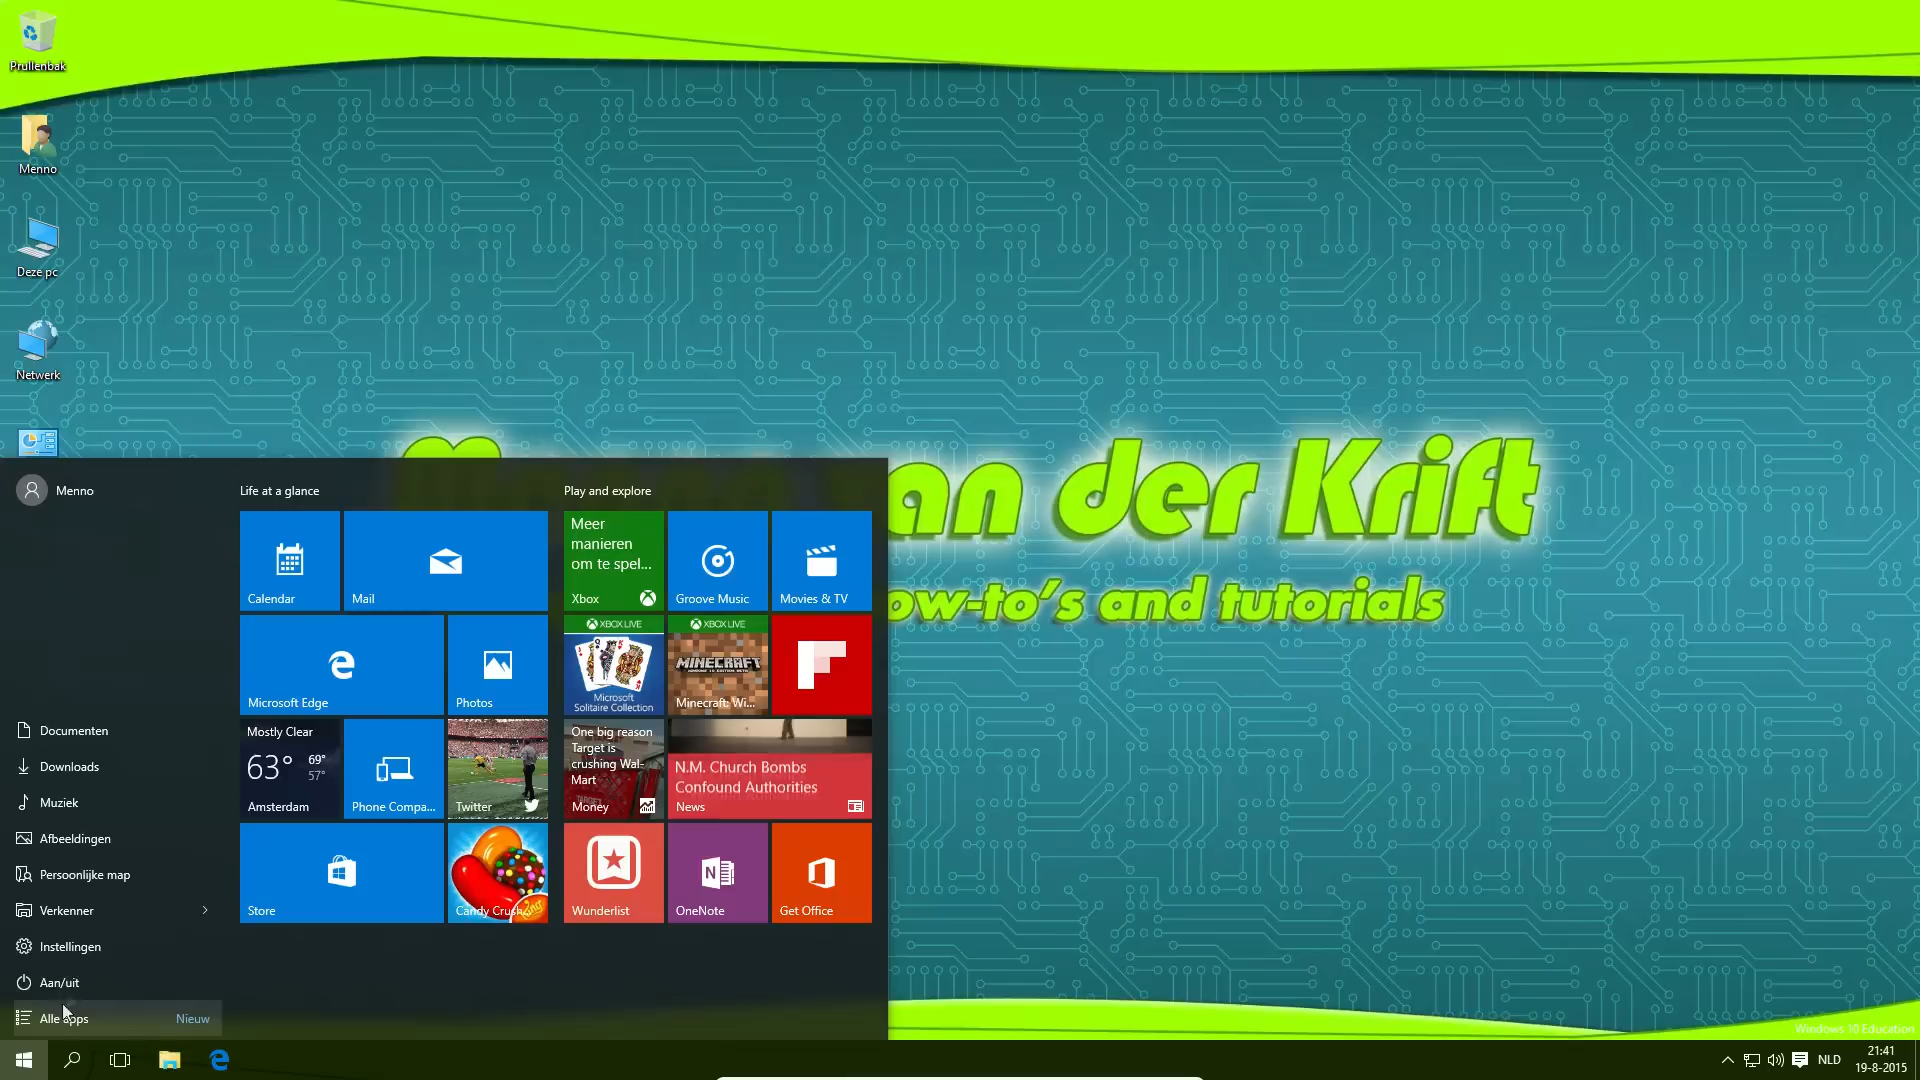 Prullenbak
Menno
Deze pc
Netwerk
an der Krift
ow-to's and tutorials
Menno
Life at a glance
Play and explore
Calendar
Mail
Meer
manieren
om te spel...
Xbox
Groove Music
Movies & TV
Microsoft Edge
Photos
XBOX LIVE
Microsoft
Solitaire Collection
XBOX LIVE
MINECRAFT
Minecraft: Wi...
Mostly Clear
63°
69°
57°
Amsterdam
Phone Compa...
Twitter
One big reason
Target is
crushing Wal-
Mart
Money
N.M. Church Bombs
Confound Authorities
News
Store
Candy Crush...
Wunderlist
OneNote
Get Office
Documenten
Downloads
Muziek
Afbeeldingen
Persoonlijke map
Verkenner
Instellingen
Aan/uit
Alle apps
Nieuw
Windows 10 Education
NLD
21:41
19-8-2015